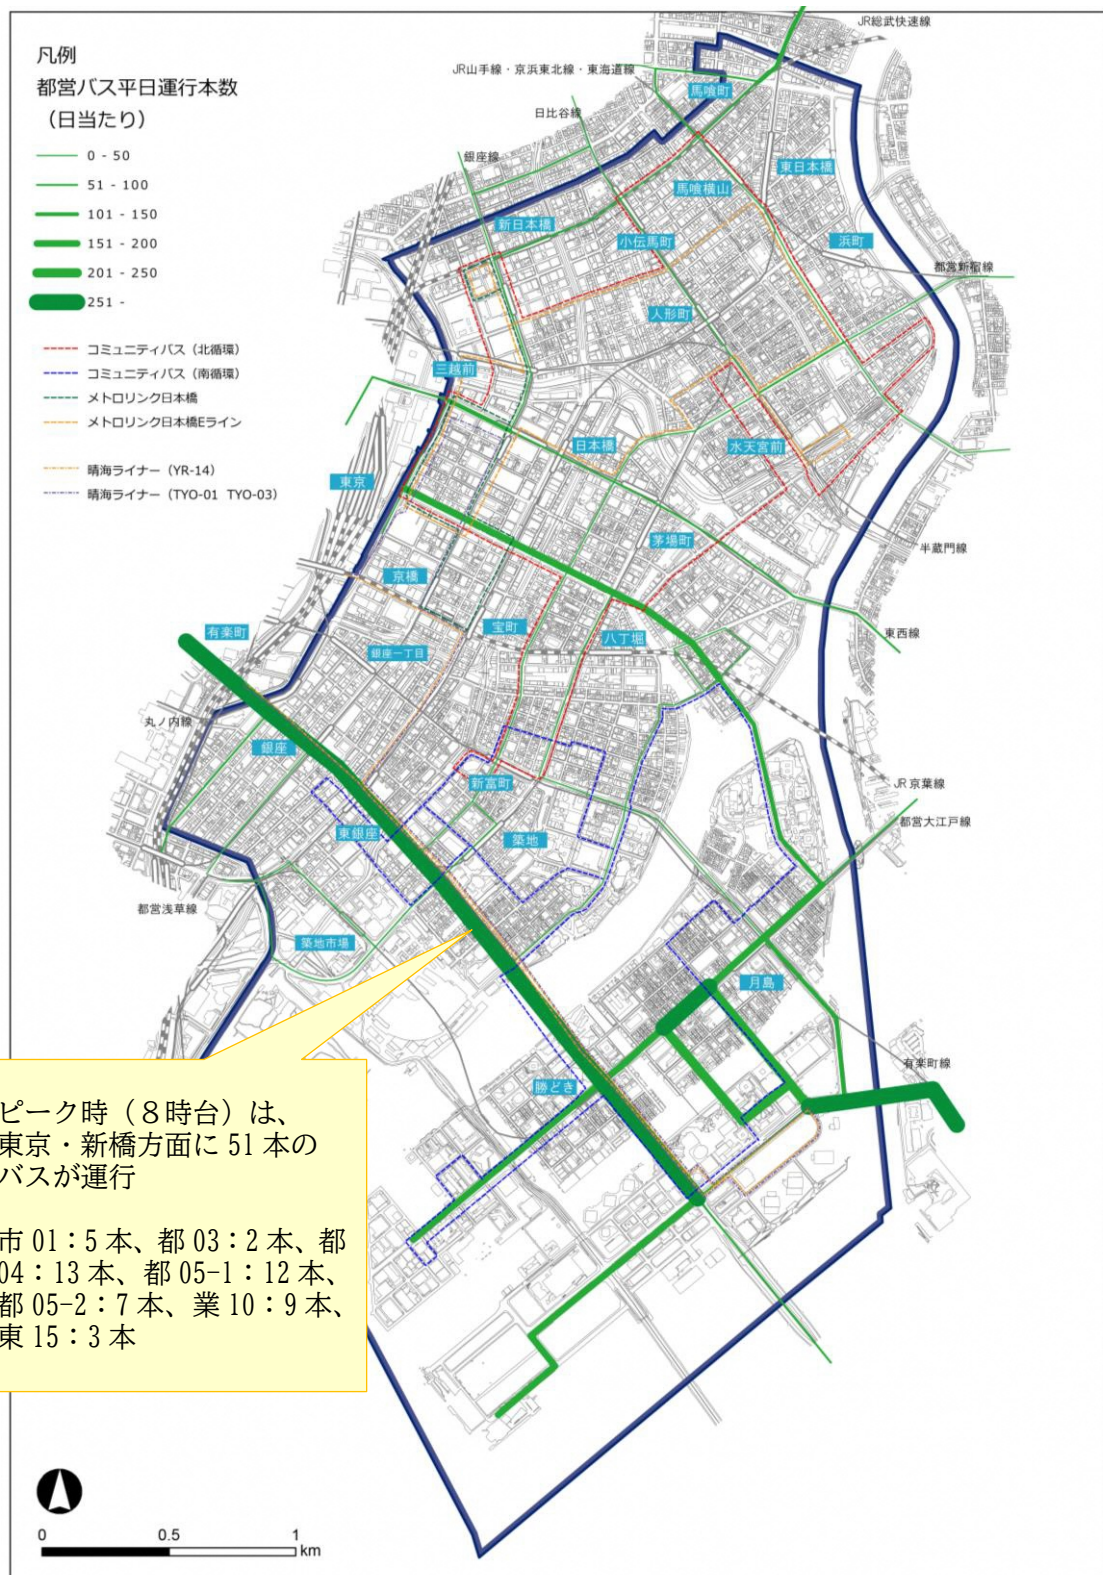 凡例
都営バス平日運行本数
（日当たり）
0 - 50
51 - 100
101 - 150
151 - 200
201 - 250
251 -
コミュニティバス（北循環）
コミュニティバス（南循環）
メトロリンク日本橋
メトロリンク日本橋Eライン
晴海ライナー（YR-14）
晴海ライナー（TYO-01 TYO-03）
JR総武快速線
JR山手線・京浜東北線・東海道線
馬喰町
日比谷線
銀座線
東日本橋
馬喰横山
新日本橋
小伝馬町
浜町
都営新宿線
人形町
三越前
日本橋
水天宮前
東京
茅場町
半蔵門線
京橋
宝町
八丁堀
東西線
有楽町
銀座一丁目
丸ノ内線
銀座
新富町
JR京葉線
都営大江戸線
東銀座
築地
都営浅草線
築地市場
月島
有楽町線
勝どき
ピーク時（８時台）は、
東京・新橋方面に 51 本の
バスが運行
市 01：5 本、都 03：2 本、都
04：13 本、都 05-1：12 本、
都 05-2：7 本、業 10：9 本、
東 15：3 本
0 0.5 1
km